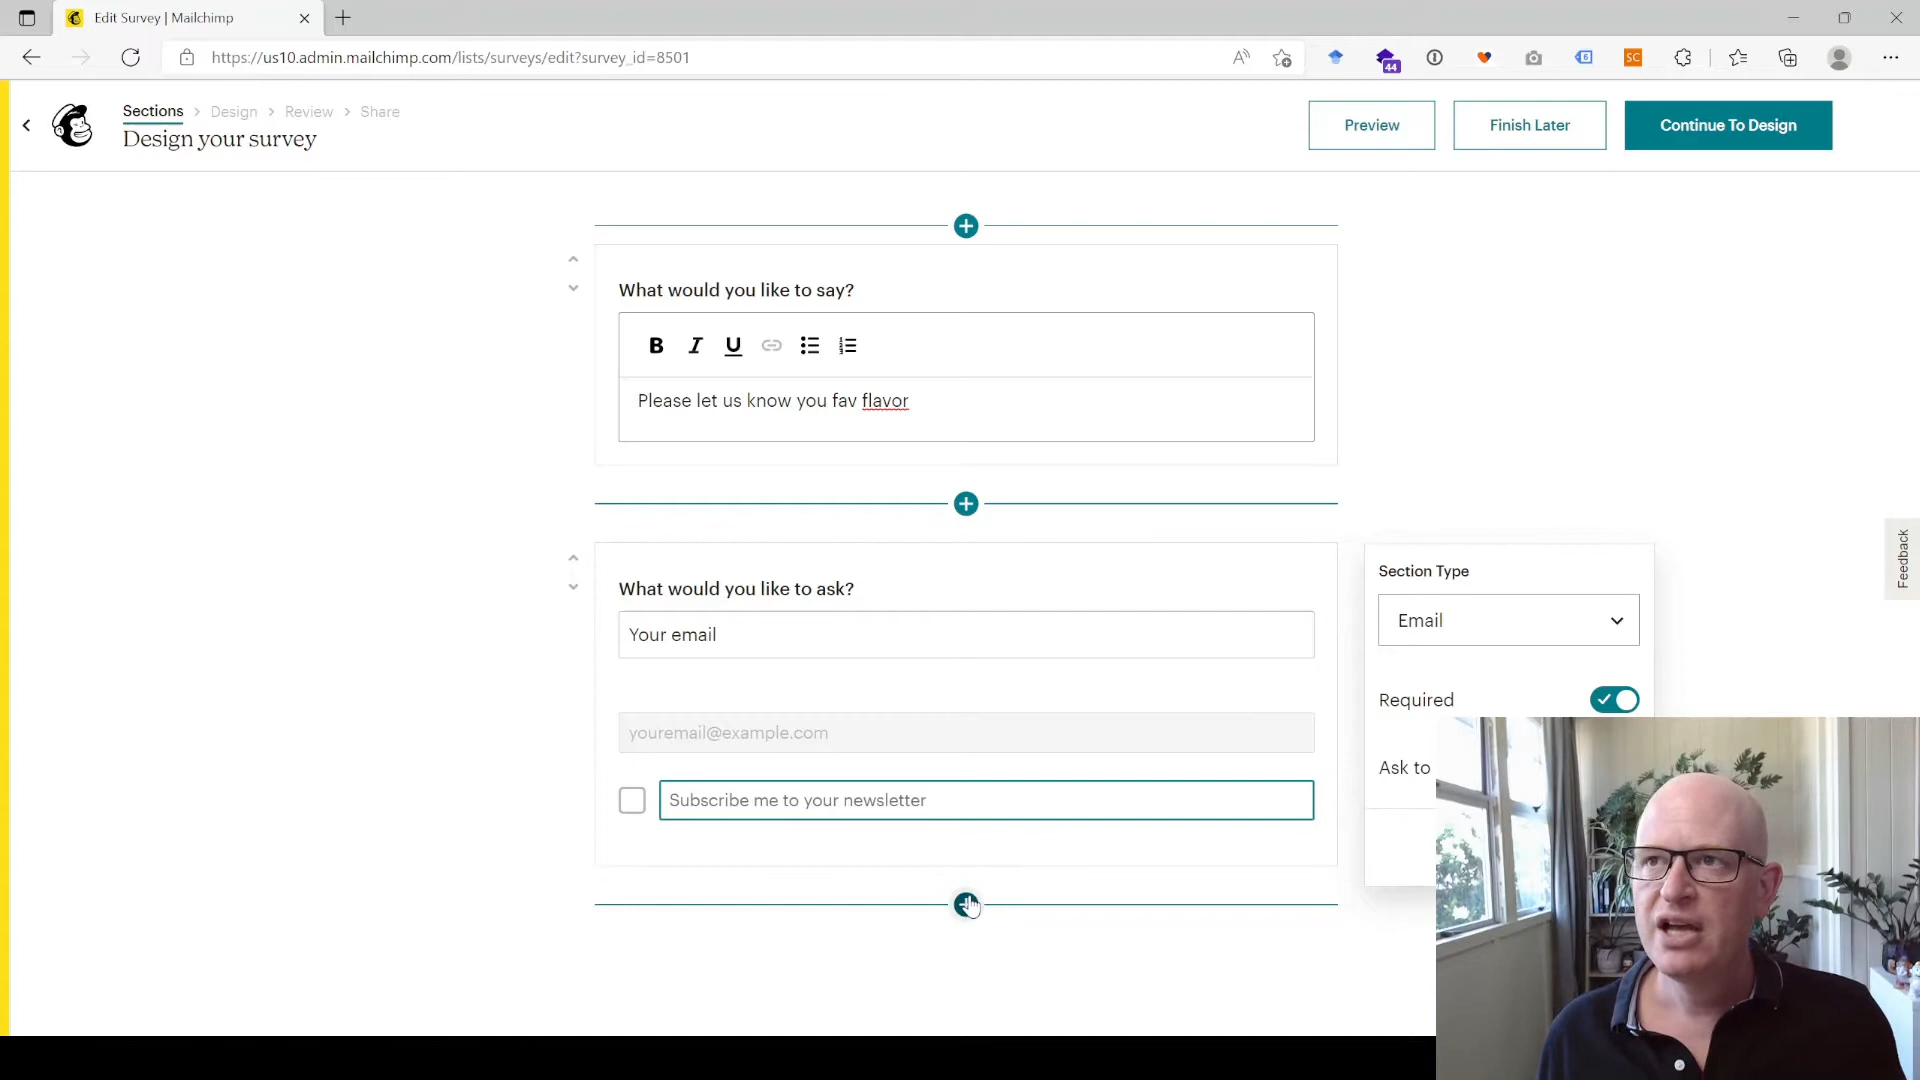 Edit Survey | Mailchimp
https://us10.admin.mailchimp.com/lists/surveys/edit?survey_id=8501
44
6
SC
Sections > Design > Review > Share
Design your survey
Preview
Finish Later
Continue To Design
What would you like to say?
B I U
Please let us know you fav flavor
What would you like to ask?
Your email
youremail@example.com
Subscribe me to your newsletter
Section Type
Email
Required
Ask to
Feedback